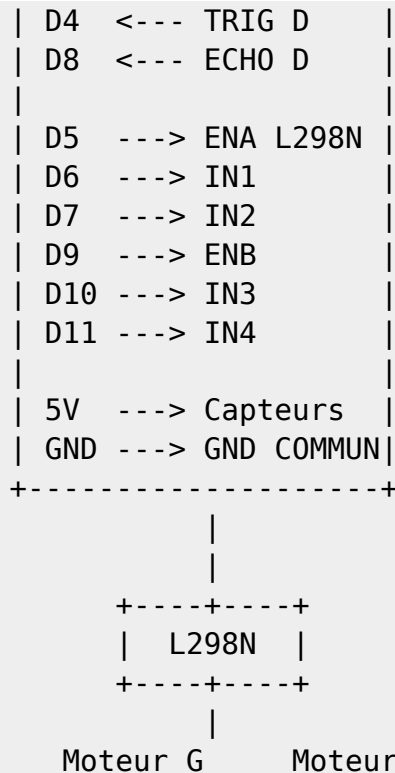 | D4  <--- TRIG D    |
| D8  <--- ECHO D    |
|                    |
| D5  ---> ENA L298N |
| D6  ---> IN1       |
| D7  ---> IN2       |
| D9  ---> ENB       |
| D10 ---> IN3       |
| D11 ---> IN4       |
|                    |
| 5V  ---> Capteurs  |
| GND ---> GND COMMUN|
+--------------------+
           |
           |
      +----+----+
      |  L298N  |
      +----+----+
           |
   Moteur G     Moteur